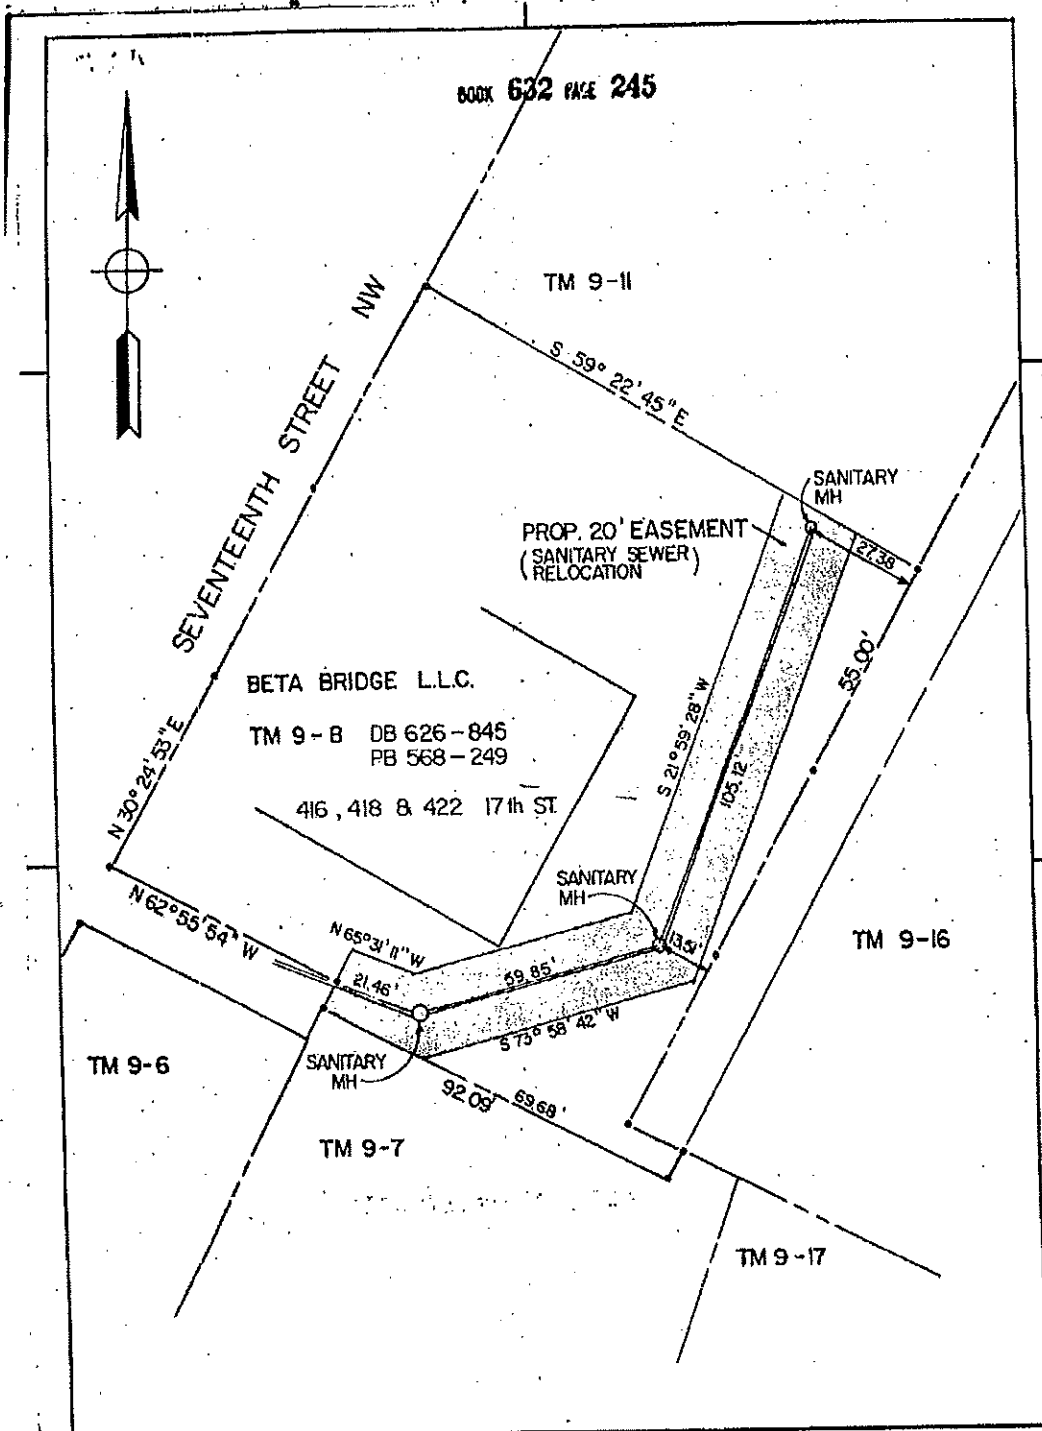 BOOK 632 PAGE 245
TM 9-11
SEVENTEENTH STREET NW
S 59° 22' 45" E
SANITARY
MH
27.38
PROP. 20' EASEMENT
(SANITARY SEWER)
RELOCATION
55.00'
BETA BRIDGE L.L.C.
TM 9-8 DB 626-845
PB 568-249
416, 418 & 422 17th ST.
N 30° 24' 53" E
S 21° 59' 28" W
105.12'
SANITARY
MH
13.51'
N 62° 55' 54" W
N 65° 31' 11" W
21.46'
59.85'
S 73° 58' 42" W
TM 9-16
TM 9-6
SANITARY
MH
92.09'
69.68'
TM 9-7
TM 9-17